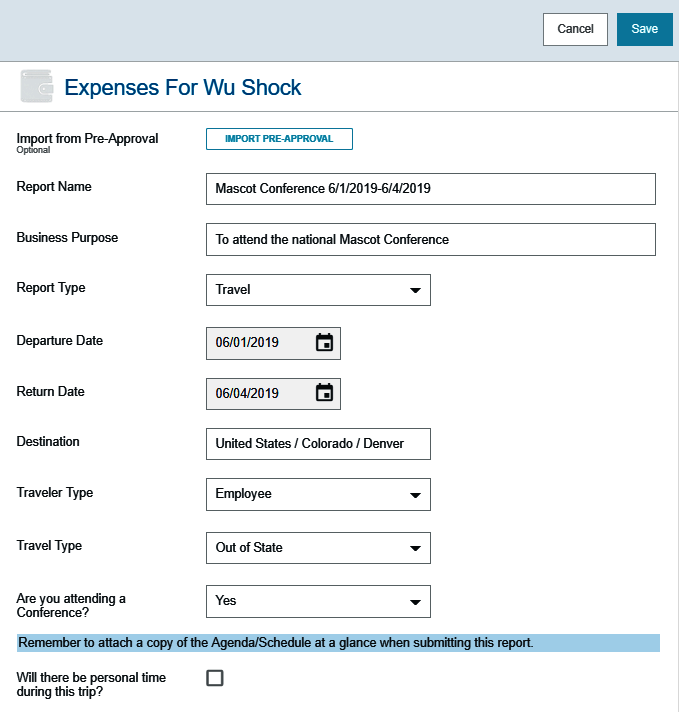 Cancel Save
Expenses For Wu Shock
Import from Pre-Approval IMPORT PRE-APPROVAL
Optional
Report Name Mascot Conference 6/1/2019-6/4/2019
Business Purpose To attend the national Mascot Conference
Report Type Travel
Departure Date 06/01/2019
Return Date 06/04/2019
Destination United States / Colorado / Denver
Traveler Type Employee
Travel Type Out of State
Are you attending a Yes
Conference?
Remember to attach a copy of the Agenda/Schedule at a glance when submitting this report.
Will there be personal time
during this trip?